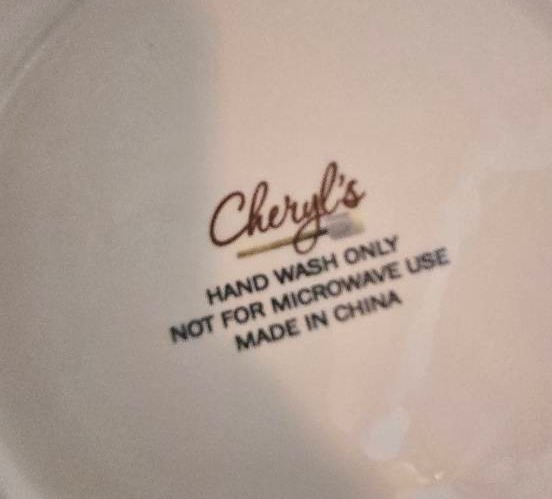 Cheryl's
HAND WASH ONLY
NOT FOR MICROWAVE USE
MADE IN CHINA